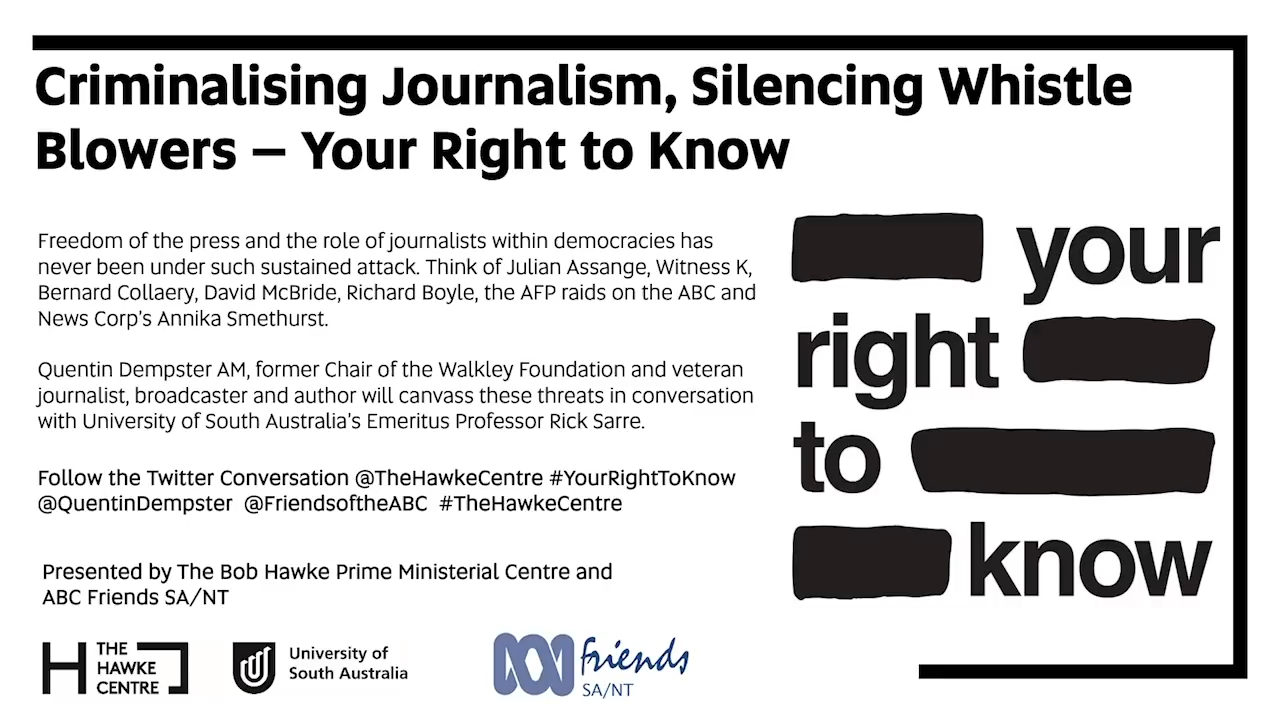 Criminalising Journalism, Silencing Whistle
Blowers – Your Right to Know
Freedom of the press and the role of journalists within democracies has
never been under such sustained attack. Think of Julian Assange, Witness K,
Bernard Collaery, David McBride, Richard Boyle, the AFP raids on the ABC and
News Corp's Annika Smethurst.
Quentin Dempster AM, former Chair of the Walkley Foundation and veteran
journalist, broadcaster and author will canvass these threats in conversation
with University of South Australia's Emeritus Professor Rick Sarre.
Follow the Twitter Conversation @TheHawkeCentre #YourRightToKnow
@QuentinDempster @FriendsoftheABC #TheHawkeCentre
Presented by The Bob Hawke Prime Ministerial Centre and
ABC Friends SA/NT
your
right
to
know
THE
HAWKE
CENTRE
University of
South Australia
friends
SA/NT